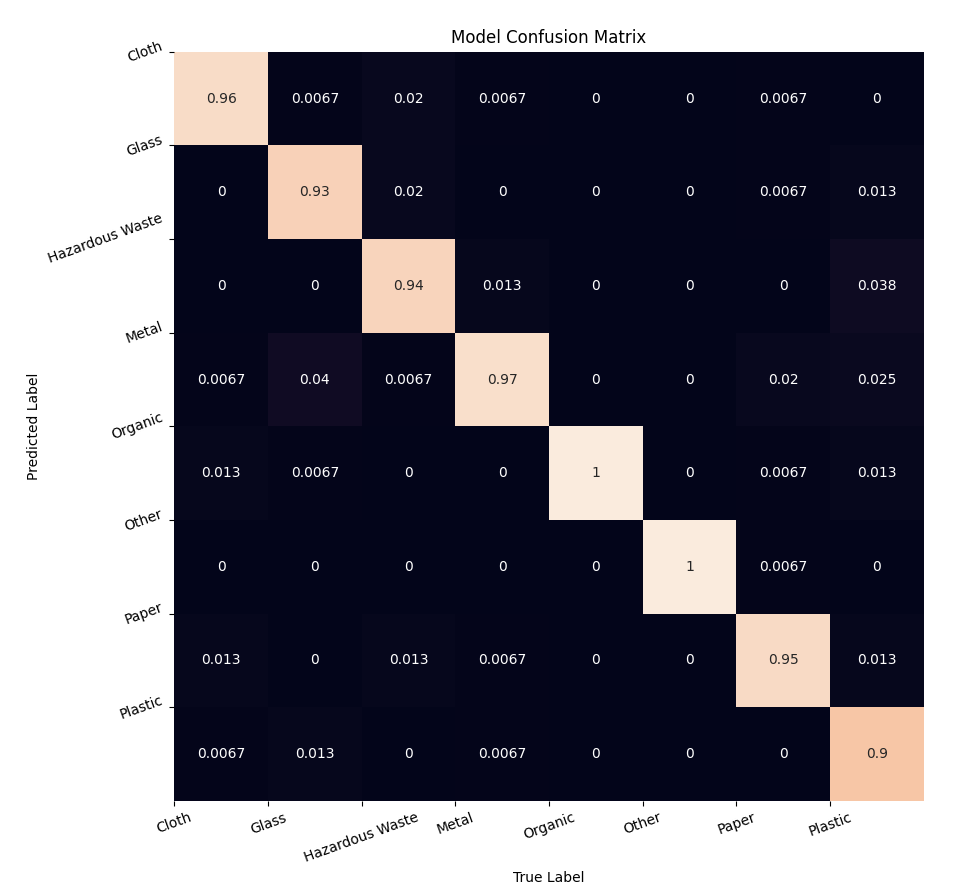 Model Confusion Matrix
Cloth
0.96 0.0067 0.02 0.0067 0 0 0.0067 0
Glass
0 0.93 0.02 0 0 0 0.0067 0.013
Hazardous Waste
0 0 0.94 0.013 0 0 0 0.038
Metal
0.0067 0.04 0.0067 0.97 0 0 0.02 0.025
Organic
0.013 0.0067 0 0 1 0 0.0067 0.013
Other
0 0 0 0 0 1 0.0067 0
Paper
0.013 0 0.013 0.0067 0 0 0.95 0.013
Plastic
0.0067 0.013 0 0.0067 0 0 0 0.9
Predicted Label
Cloth Glass Hazardous Waste Metal Organic Other Paper Plastic
True Label